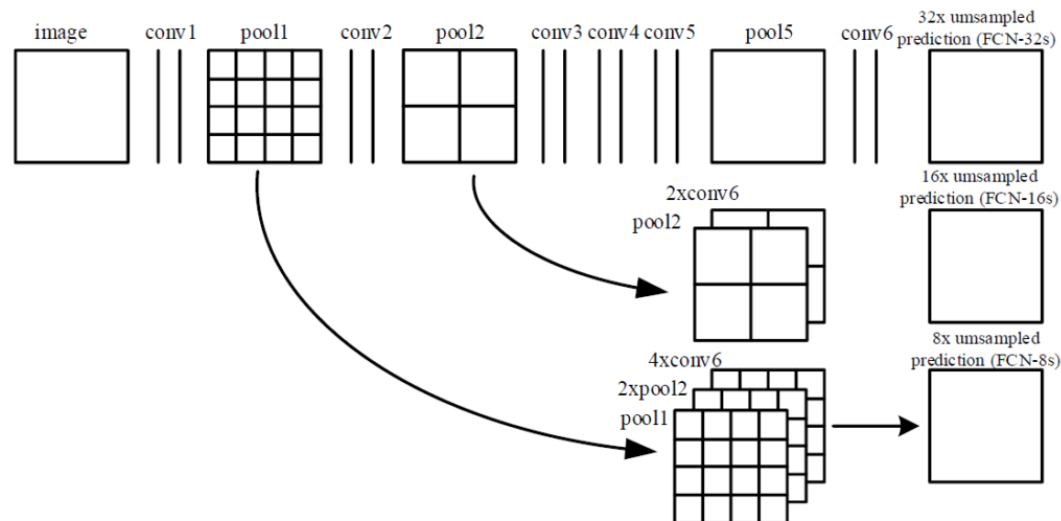 image
conv1
pool1
conv2
pool2
conv3
conv4
conv5
pool5
conv6
32x umsampled
prediction (FCN-32s)
2xconv6
pool2
16x umsampled
prediction (FCN-16s)
4xconv6
2xpool2
pool1
8x umsampled
prediction (FCN-8s)